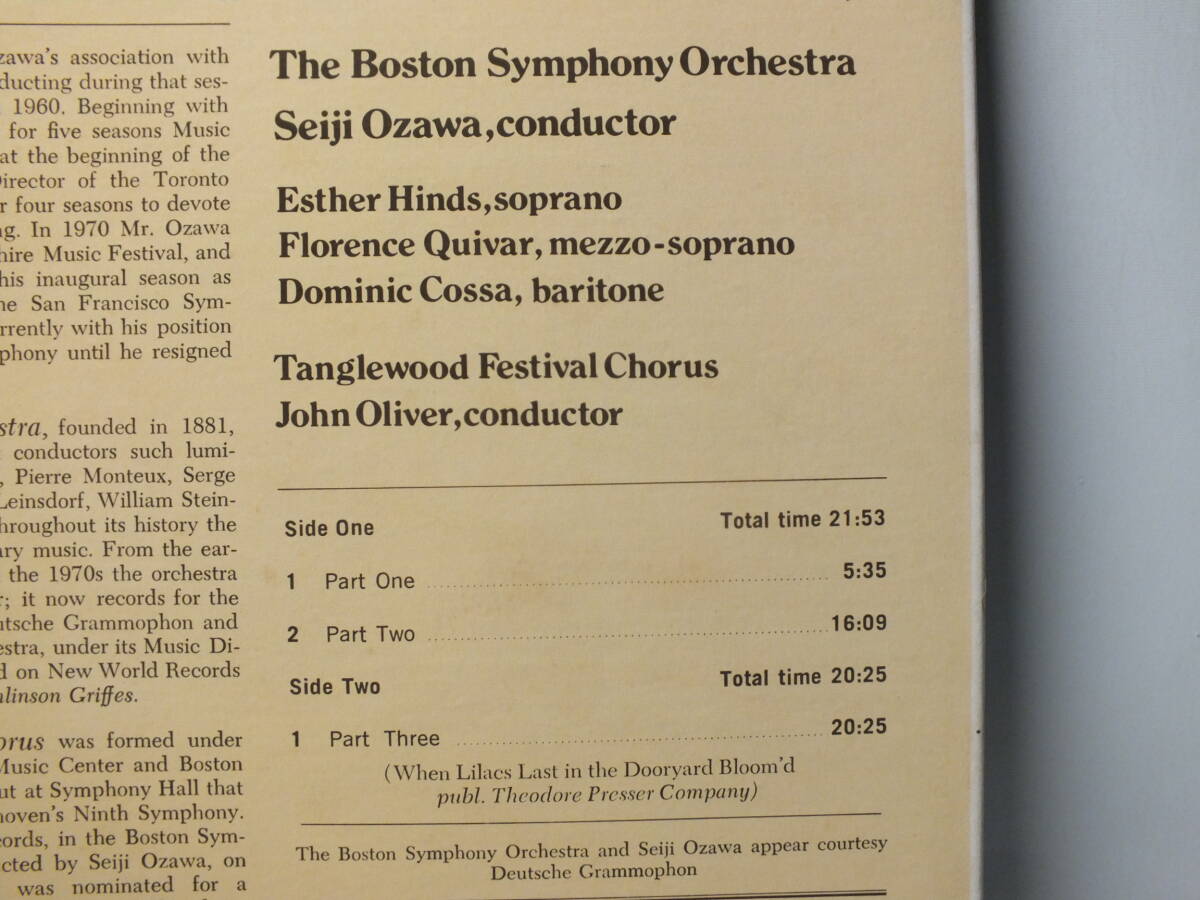 zawa's association with
ducting during that ses-
1960. Beginning with
for five seasons Music
at the beginning of the
Director of the Toronto
r four seasons to devote
ng. In 1970 Mr. Ozawa
hire Music Festival, and
his inaugural season as
he San Francisco Sym-
rrently with his position
phony until he resigned
stra, founded in 1881,
conductors such lumi-
, Pierre Monteux, Serge
Leinsdorf, William Stein-
hroughout its history the
ary music. From the ear-
the 1970s the orchestra
r; it now records for the
utsche Grammophon and
estra, under its Music Di-
d on New World Records
mlinson Griffes.
orus was formed under
Music Center and Boston
ut at Symphony Hall that
hoven's Ninth Symphony.
cords, in the Boston Sym-
cted by Seiji Ozawa, on
was nominated for a
The Boston Symphony Orchestra
Seiji Ozawa, conductor
Esther Hinds, soprano
Florence Quivar, mezzo-soprano
Dominic Cossa, baritone
Tanglewood Festival Chorus
John Oliver, conductor
Side One Total time 21:53
1 Part One 5:35
2 Part Two 16:09
Side Two Total time 20:25
1 Part Three 20:25
(When Lilacs Last in the Dooryard Bloom'd
publ. Theodore Presser Company)
The Boston Symphony Orchestra and Seiji Ozawa appear courtesy
Deutsche Grammophon